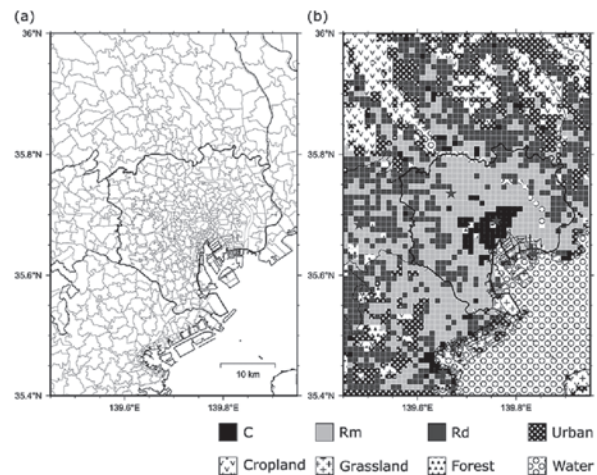 (a)
(b)
36°N
36°N
35.8°N
35.8°N
35.6°N
35.6°N
35.4°N
35.4°N
10 km
139.6°E
139.8°E
139.6°E
139.8°E
C
Rm
Rd
Urban
Cropland
Grassland
Forest
Water